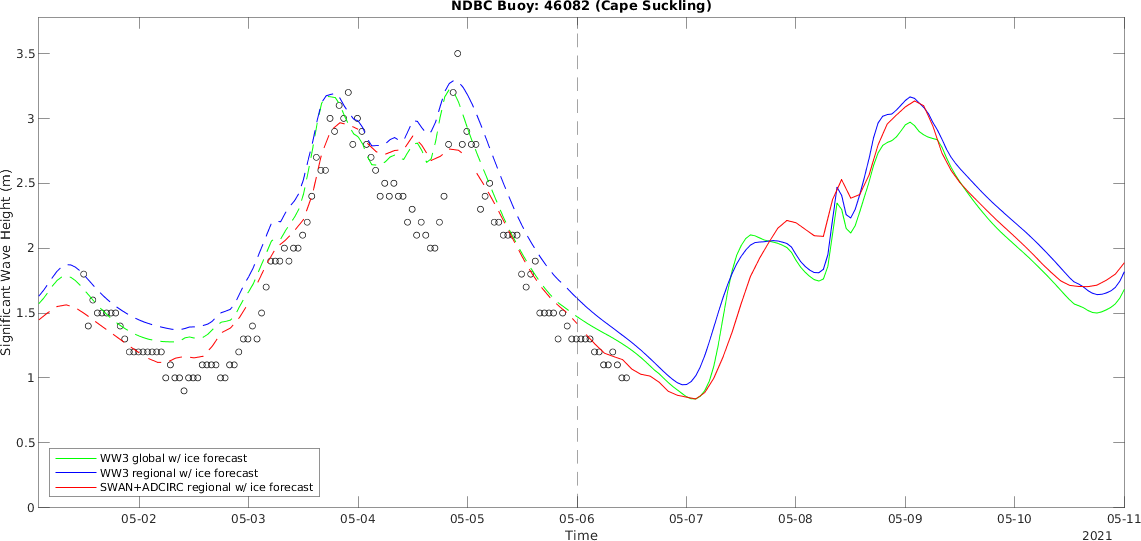 NDBC Buoy: 46082 (Cape Suckling)
Significant Wave Height (m)
3.5
3
2.5
2
1.5
1
0.5
0
WW3 global w/ ice forecast
WW3 regional w/ ice forecast
SWAN+ADCIRC regional w/ ice forecast
05-02 05-03 05-04 05-05 05-06 05-07 05-08 05-09 05-10 05-11
Time
2021